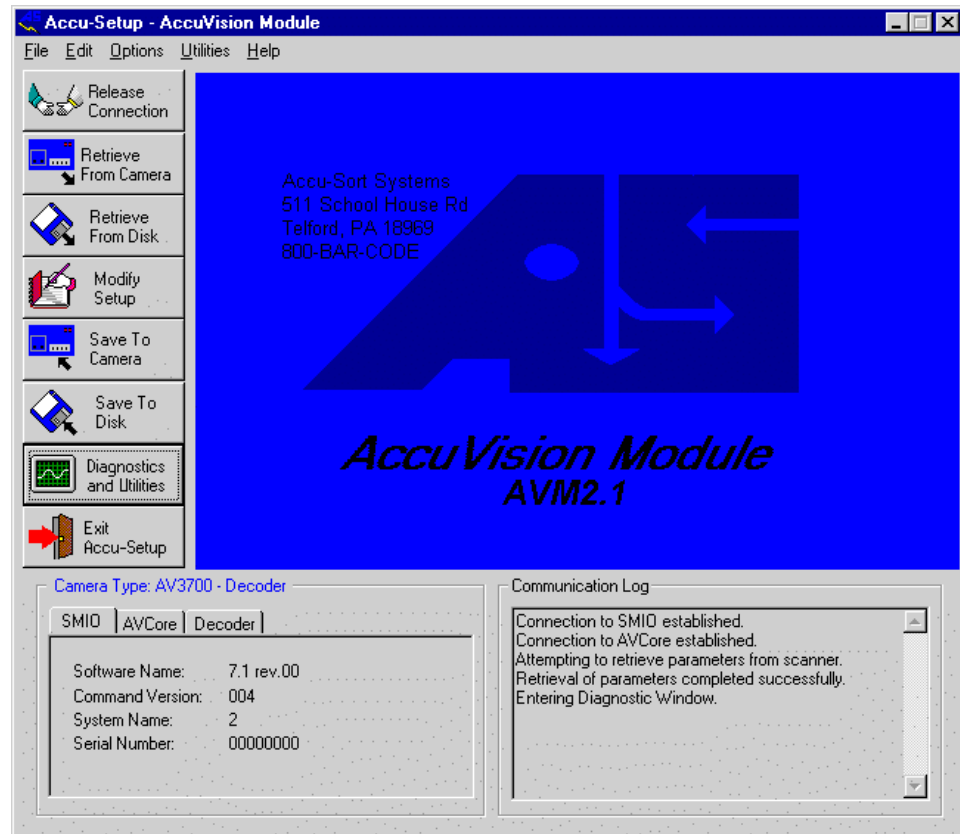 Accu-Setup - AccuVision Module
File Edit Options Utilities Help
Release
Connection
Retrieve
From Camera
Retrieve
From Disk
Modify
Setup
Save To
Camera
Save To
Disk
Diagnostics
and Utilities
Exit
Accu-Setup
Accu-Sort Systems
511 School House Rd
Telford, PA 18969
800-BAR-CODE
AccuVision Module
AVM2.1
Camera Type: AV3700 - Decoder
SMIO AVCore Decoder
Software Name: 7.1 rev.00
Command Version: 004
System Name: 2
Serial Number: 00000000
Communication Log
Connection to SMIO established.
Connection to AVCore established.
Attempting to retrieve parameters from scanner.
Retrieval of parameters completed successfully.
Entering Diagnostic Window.